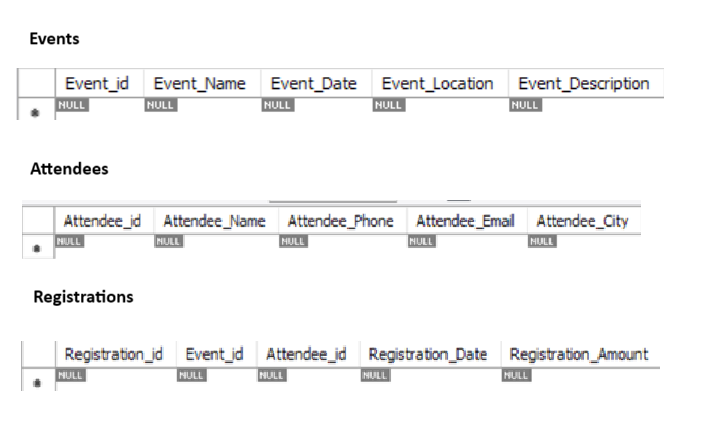 Events
Event_id Event_Name Event_Date Event_Location Event_Description
NULL NULL NULL NULL NULL
Attendees
Attendee_id Attendee_Name Attendee_Phone Attendee_Email Attendee_City
NULL NULL NULL NULL NULL
Registrations
Registration_id Event_id Attendee_id Registration_Date Registration_Amount
NULL NULL NULL NULL NULL